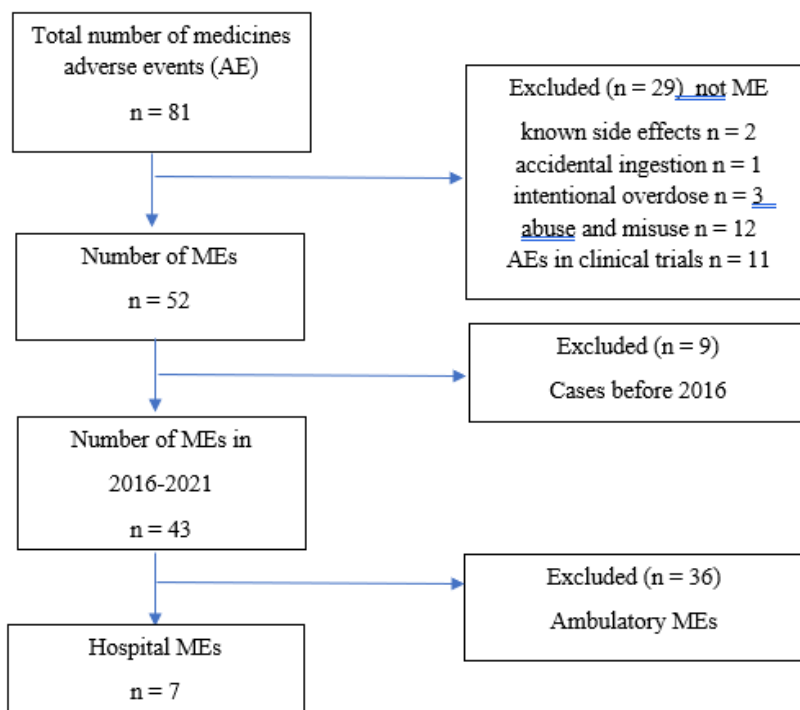 Total number of medicines
adverse events (AE)
n = 81
Excluded (n = 29) not ME
known side effects n = 2
accidental ingestion n = 1
intentional overdose n = 3
abuse and misuse n = 12
AEs in clinical trials n = 11
Number of MEs
n = 52
Excluded (n = 9)
Cases before 2016
Number of MEs in
2016-2021
n = 43
Excluded (n = 36)
Ambulatory MEs
Hospital MEs
n = 7